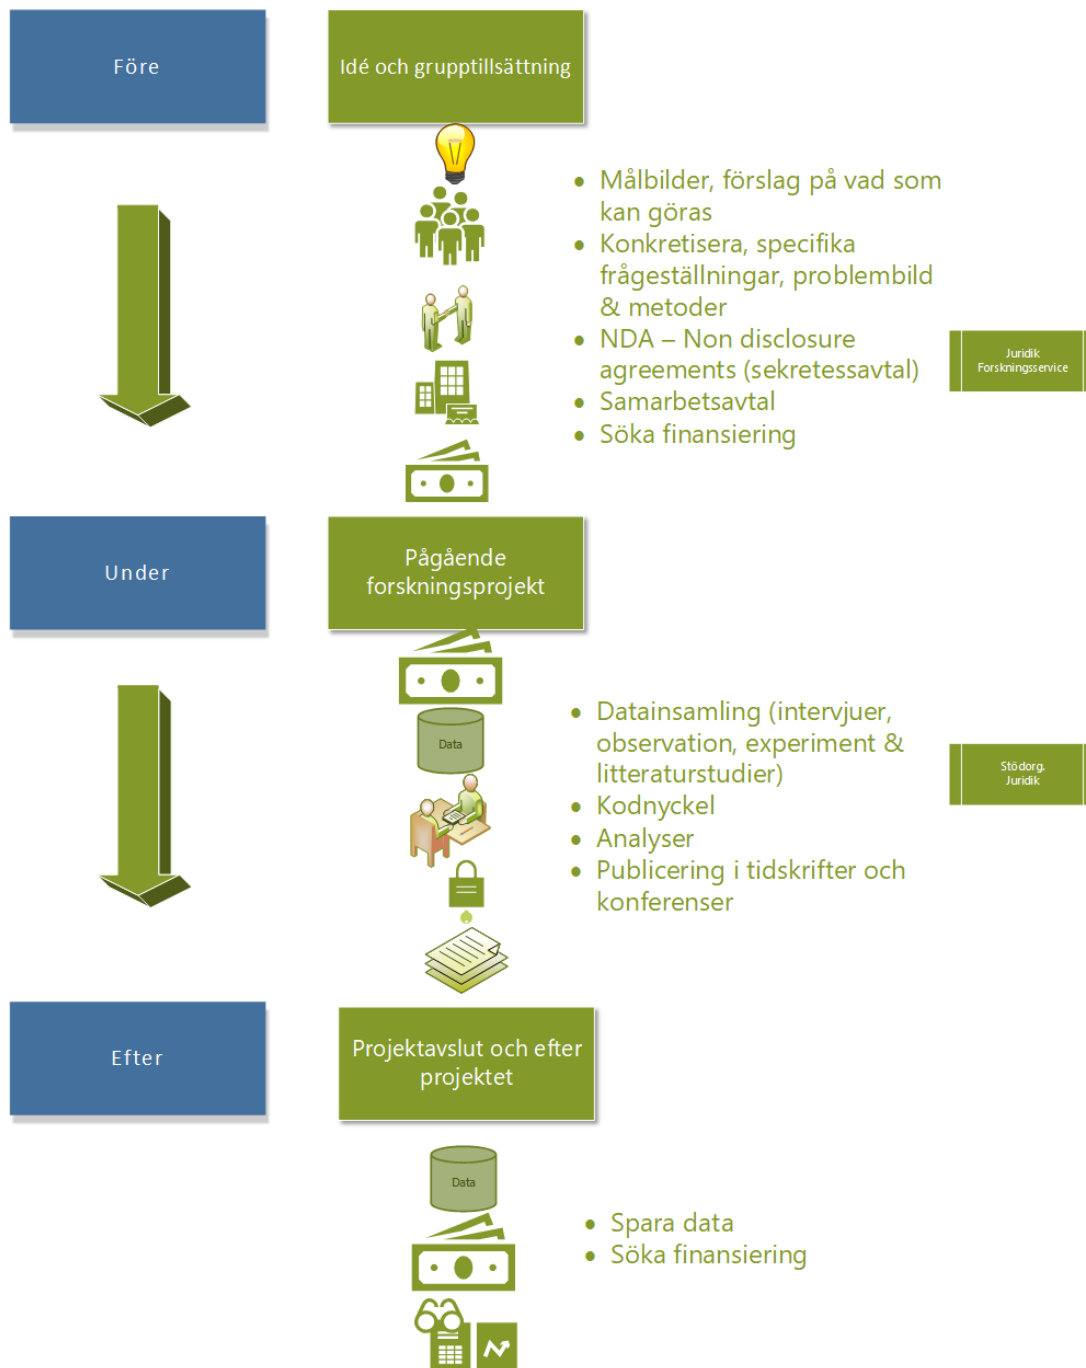 Före
Idé och grupptillsättning
• Målbilder, förslag på vad som
kan göras
• Konkretisera, specifika
frågeställningar, problembild
& metoder
• NDA – Non disclosure
agreements (sekretessavtal)
• Samarbetsavtal
• Söka finansiering
Juridik
Forskningsservice
Under
Pågående
forskningsprojekt
Data
• Datainsamling (intervjuer,
observation, experiment &
litteraturstudier)
• Kodnyckel
• Analyser
• Publicering i tidskrifter och
konferenser
Stödorg.
Juridik
Efter
Projektavslut och efter
projektet
Data
• Spara data
• Söka finansiering